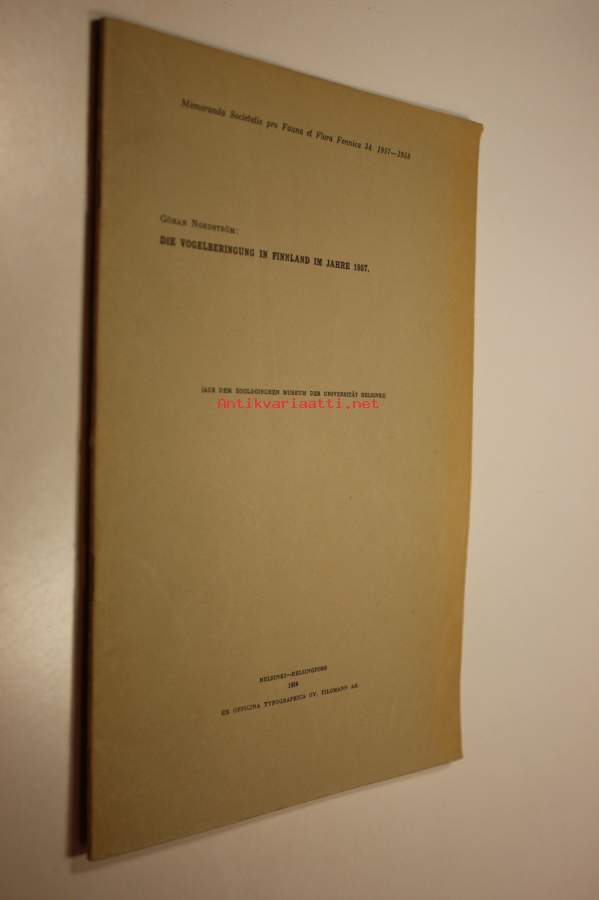 Memoranda Societatis pro Fauna et Flora Fennica 34. 1957—1958
GÖRAN NORDSTRÖM:
DIE VOGELBERINGUNG IN FINNLAND IM JAHRE 1957.
(AUS DEM ZOOLOGISCHEN MUSEUM DER UNIVERSITÄT HELSINKI)
Antikvariaatti.net
HELSINKI—HELSINGFORS
EX OFFICINA TYPOGRAPHICA OY. TILGMANN AB.